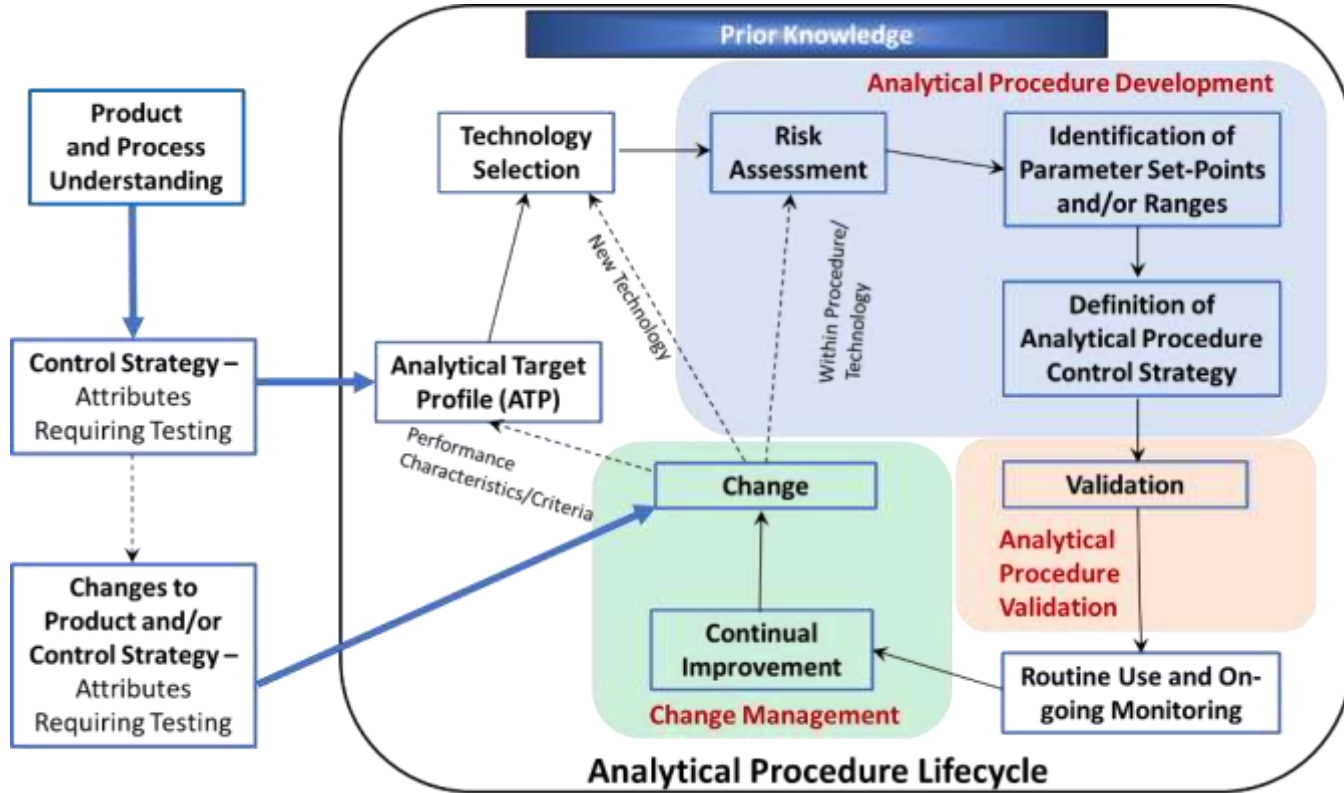 Prior Knowledge
Analytical Procedure Development
Product
and Process
Understanding
Technology
Selection
Risk
Assessment
Identification of
Parameter Set-Points
and/or Ranges
New Technology
Within Procedure/
Technology
Definition of
Analytical Procedure
Control Strategy
Control Strategy –
Attributes
Requiring Testing
Analytical Target
Profile (ATP)
Performance
Characteristics/Criteria
Change
Validation
Analytical
Procedure
Validation
Changes to
Product and/or
Control Strategy –
Attributes
Requiring Testing
Continual
Improvement
Change Management
Routine Use and On-
going Monitoring
Analytical Procedure Lifecycle